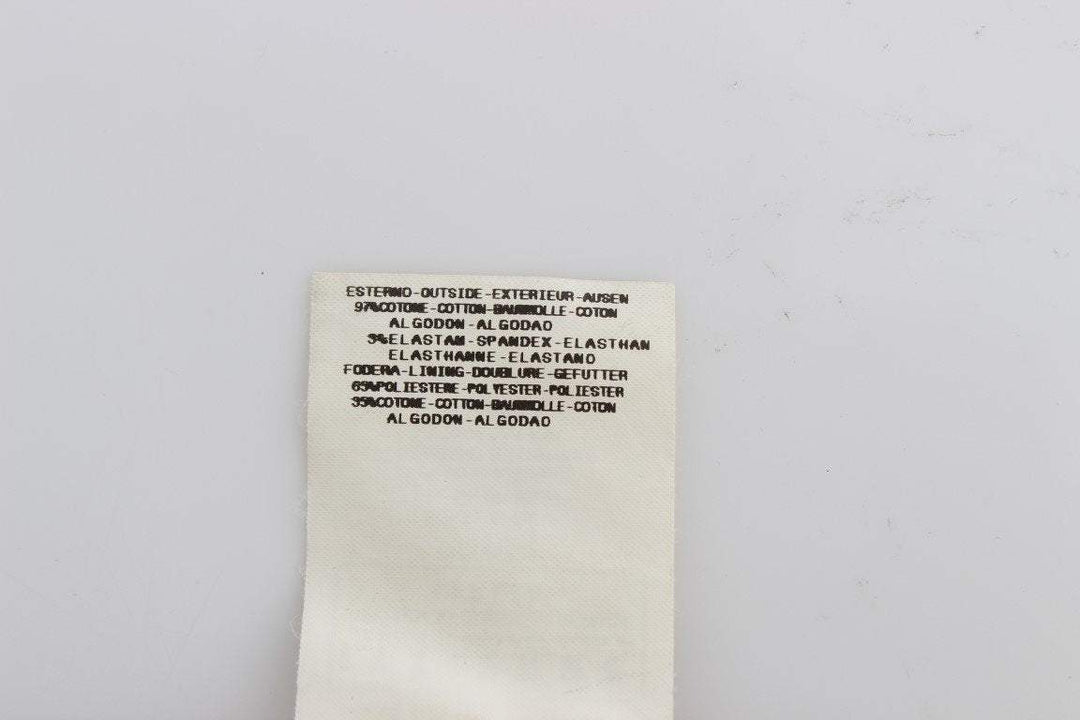 ESTERNO-OUTSIDE-EXTERIEUR-AUSEN
97%COTONE-COTTON-BAUMWOLLE-COTON
ALGODON-ALGODAO
3%ELASTAN-SPANDEX-ELASTHAN
ELASTHANNE-ELASTANO
FODERA-LINING-DOUBLURE-GEFUTTER
65%POLIESTERE-POLYESTER-POLIESTER
35%COTONE-COTTON-BAUMWOLLE-COTON
ALGODON-ALGODAO